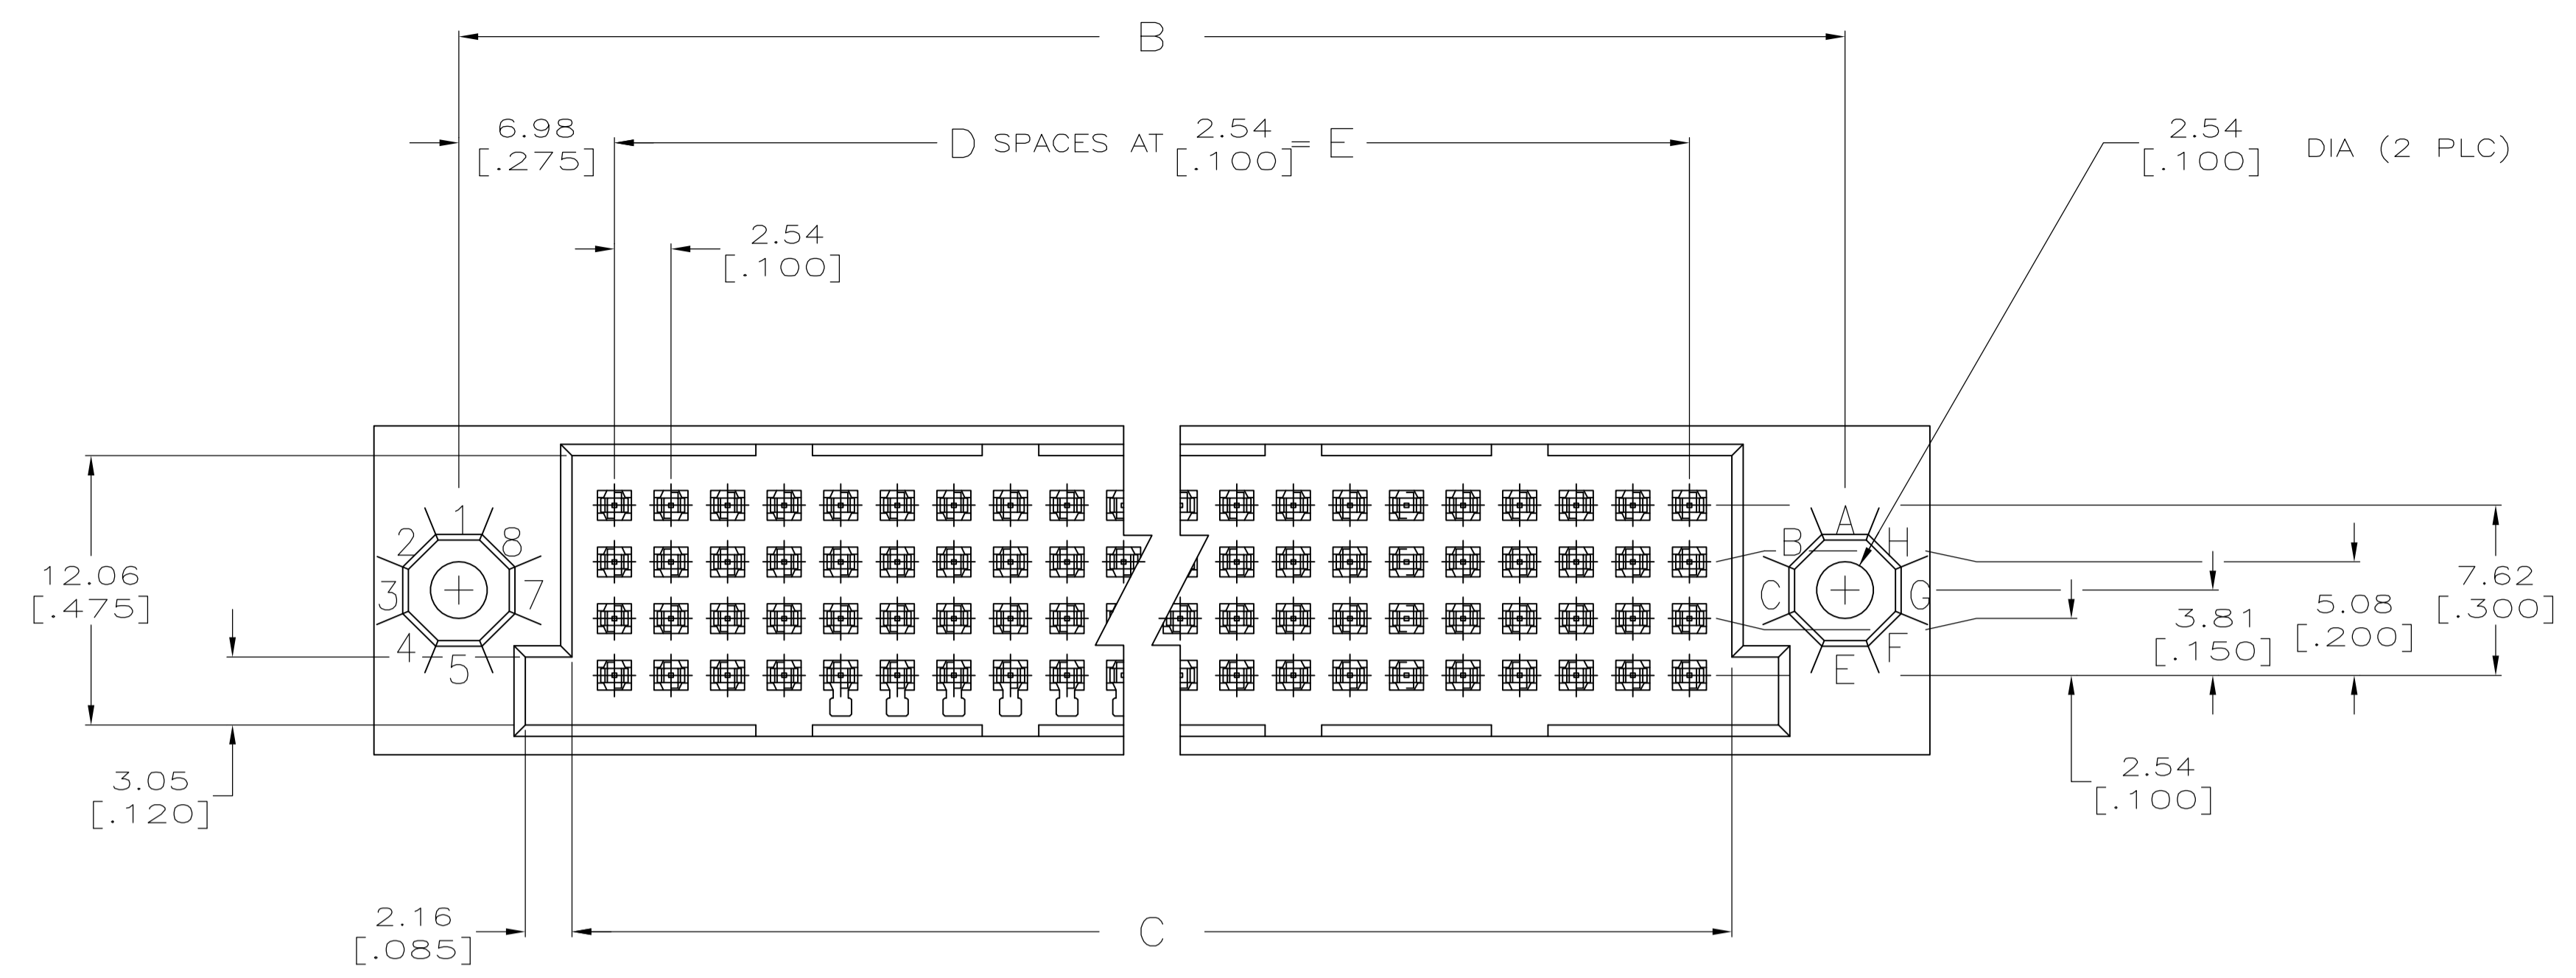 B
6.98
[.275]
D SPACES AT 2.54 = E
[.100]
2.54
[.100] DIA (2 PLC)
2.54
[.100]
1
2 8
3 7
4
5
A
B H
C G
F
E
12.06
[.475]
3.05
[.120]
7.62
[.300]
5.08
[.200]
3.81
[.150]
2.54
[.100]
2.16
[.085]
C